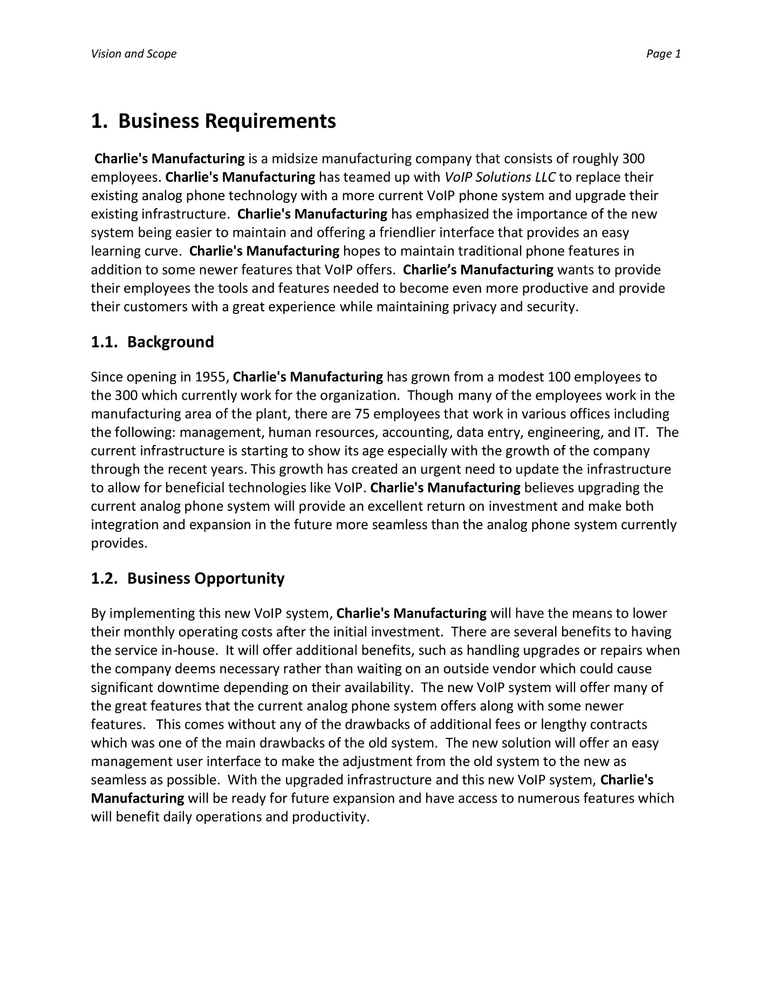 Vision and Scope Page 1
1. Business Requirements
Charlie's Manufacturing is a midsize manufacturing company that consists of roughly 300
employees. Charlie's Manufacturing has teamed up with VoIP Solutions LLC to replace their
existing analog phone technology with a more current VoIP phone system and upgrade their
existing infrastructure.  Charlie's Manufacturing has emphasized the importance of the new
system being easier to maintain and offering a friendlier interface that provides an easy
learning curve.  Charlie's Manufacturing hopes to maintain traditional phone features in
addition to some newer features that VoIP offers.  Charlie’s Manufacturing wants to provide
their employees the tools and features needed to become even more productive and provide
their customers with a great experience while maintaining privacy and security.
1.1. Background
Since opening in 1955, Charlie's Manufacturing has grown from a modest 100 employees to
the 300 which currently work for the organization.  Though many of the employees work in the
manufacturing area of the plant, there are 75 employees that work in various offices including
the following: management, human resources, accounting, data entry, engineering, and IT.  The
current infrastructure is starting to show its age especially with the growth of the company
through the recent years. This growth has created an urgent need to update the infrastructure
to allow for beneficial technologies like VoIP. Charlie's Manufacturing believes upgrading the
current analog phone system will provide an excellent return on investment and make both
integration and expansion in the future more seamless than the analog phone system currently
provides.
1.2. Business Opportunity
By implementing this new VoIP system, Charlie's Manufacturing will have the means to lower
their monthly operating costs after the initial investment.  There are several benefits to having
the service in-house.  It will offer additional benefits, such as handling upgrades or repairs when
the company deems necessary rather than waiting on an outside vendor which could cause
significant downtime depending on their availability.  The new VoIP system will offer many of
the great features that the current analog phone system offers along with some newer
features.   This comes without any of the drawbacks of additional fees or lengthy contracts
which was one of the main drawbacks of the old system.  The new solution will offer an easy
management user interface to make the adjustment from the old system to the new as
seamless as possible.  With the upgraded infrastructure and this new VoIP system, Charlie's
Manufacturing will be ready for future expansion and have access to numerous features which
will benefit daily operations and productivity.